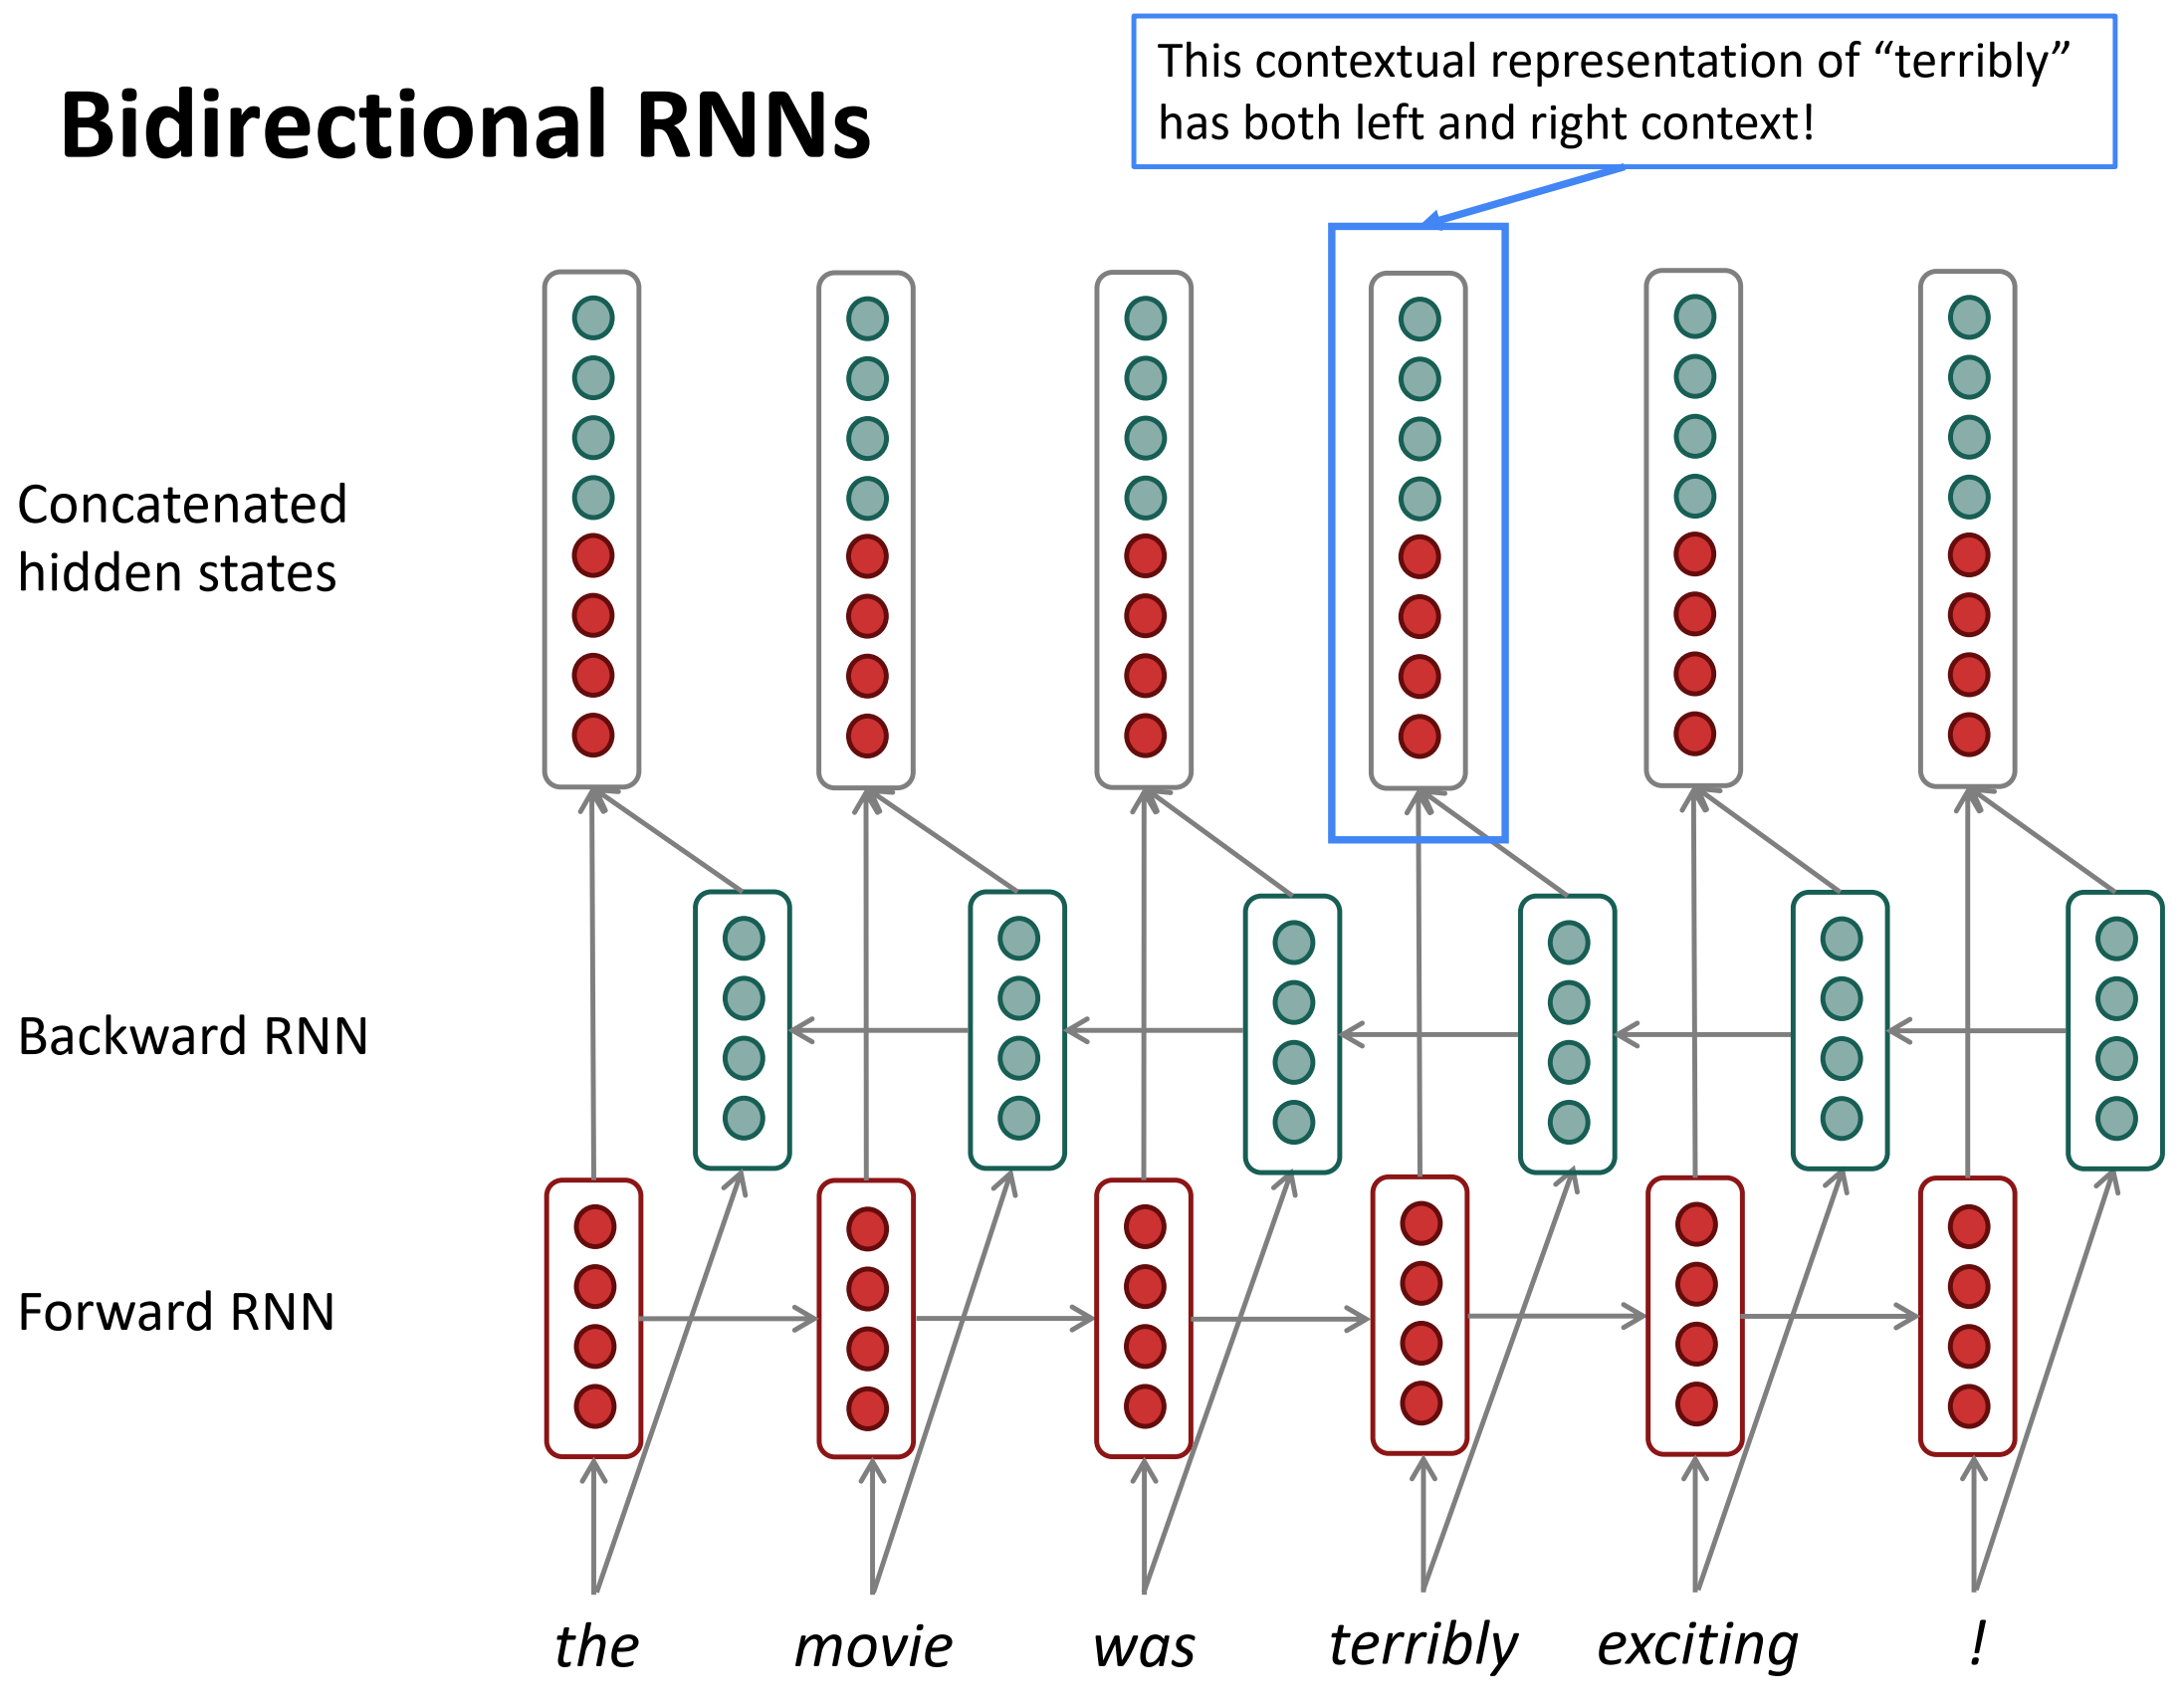 Bidirectional RNNs
This contextual representation of “terribly”
has both left and right context!
Concatenated
hidden states
Backward RNN
Forward RNN
the movie was terribly exciting !